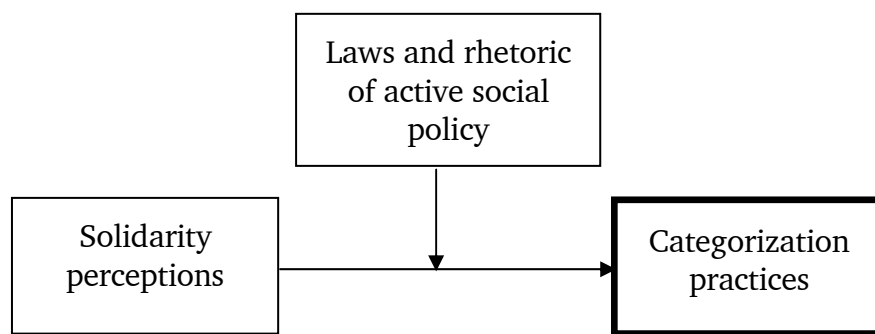 Laws and rhetoric
of active social
policy
Solidarity
perceptions
Categorization
practices